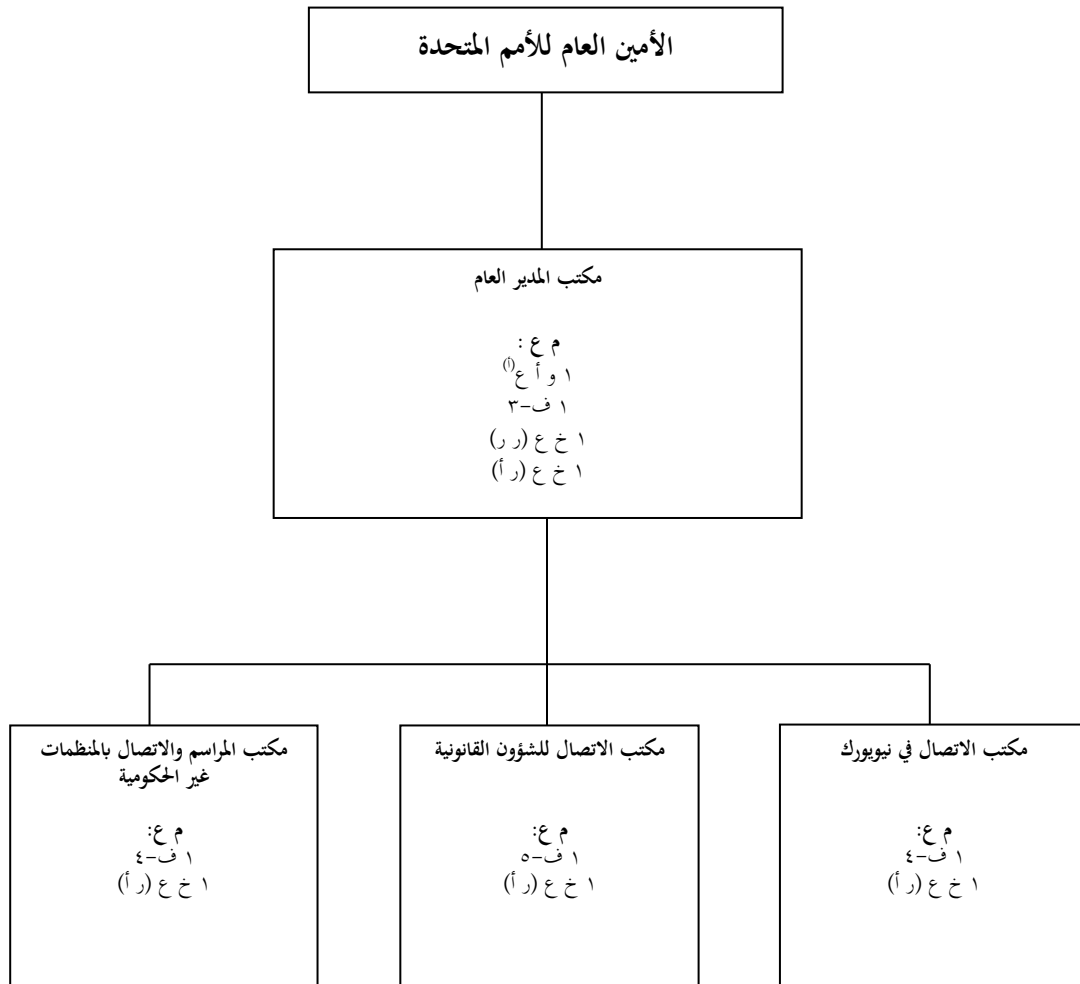 الأمين العام للأمم المتحدة
مكتب المدير العام
م ع :
١ و أ ع(أ)
١ ف-٣
١ خ ع (ر ر)
١ خ ع (ر أ)
مكتب الاتصال في نيويورك
م ع:
١ ف-٤
١ خ ع (ر أ)
مكتب الاتصال للشؤون القانونية
م ع:
١ ف-٥
١ خ ع (ر أ)
مكتب المراسم والاتصال بالمنظمات
غير الحكومية
م ع:
١ ف-٤
١ خ ع (ر أ)